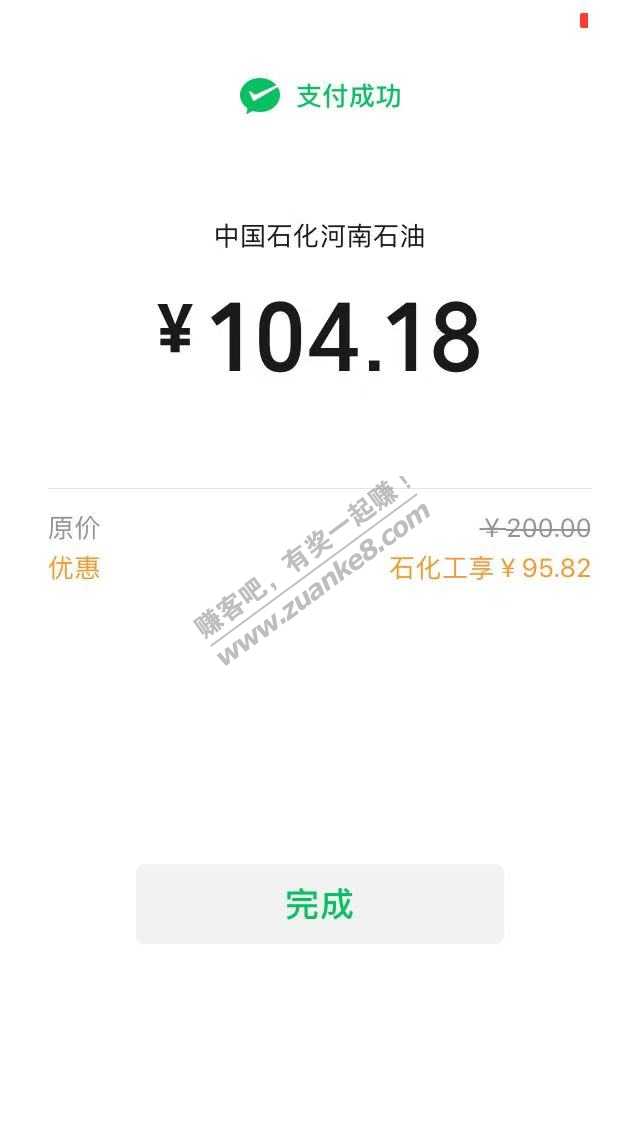 支付成功
中国石化河南石油
¥104.18
原价 ¥200.00
优惠 石化工享¥95.82
赚客吧，有奖一起赚！
www.zuanke8.com
完成